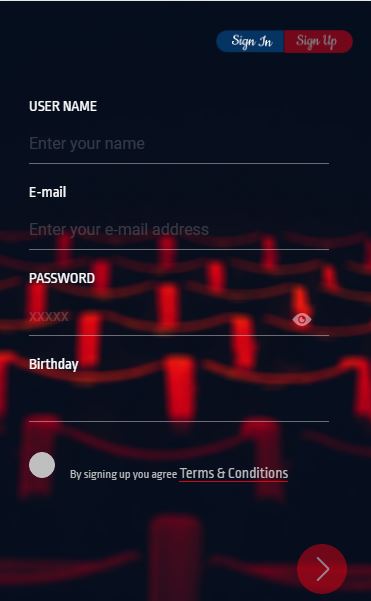 Sign In Sign Up
USER NAME
Enter your name
E-mail
Enter your e-mail address
PASSWORD
xxxxx
Birthday
By signing up you agree Terms & Conditions